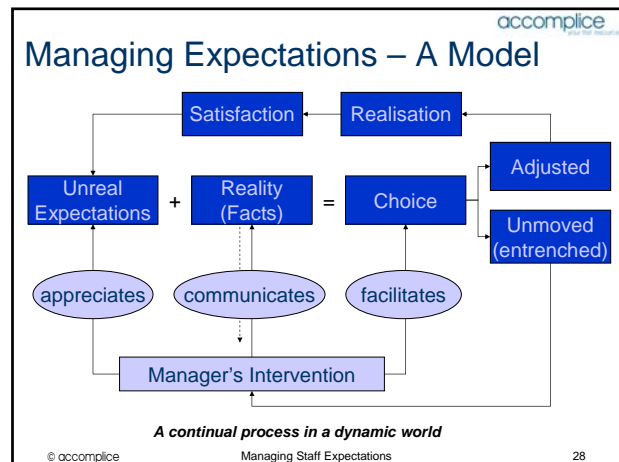 accomplice
your first resource
Managing Expectations – A Model
Satisfaction
Realisation
Unreal
Expectations
+
Reality
(Facts)
=
Choice
Adjusted
Unmoved
(entrenched)
appreciates
communicates
facilitates
Manager's Intervention
A continual process in a dynamic world
© accomplice
Managing Staff Expectations
28